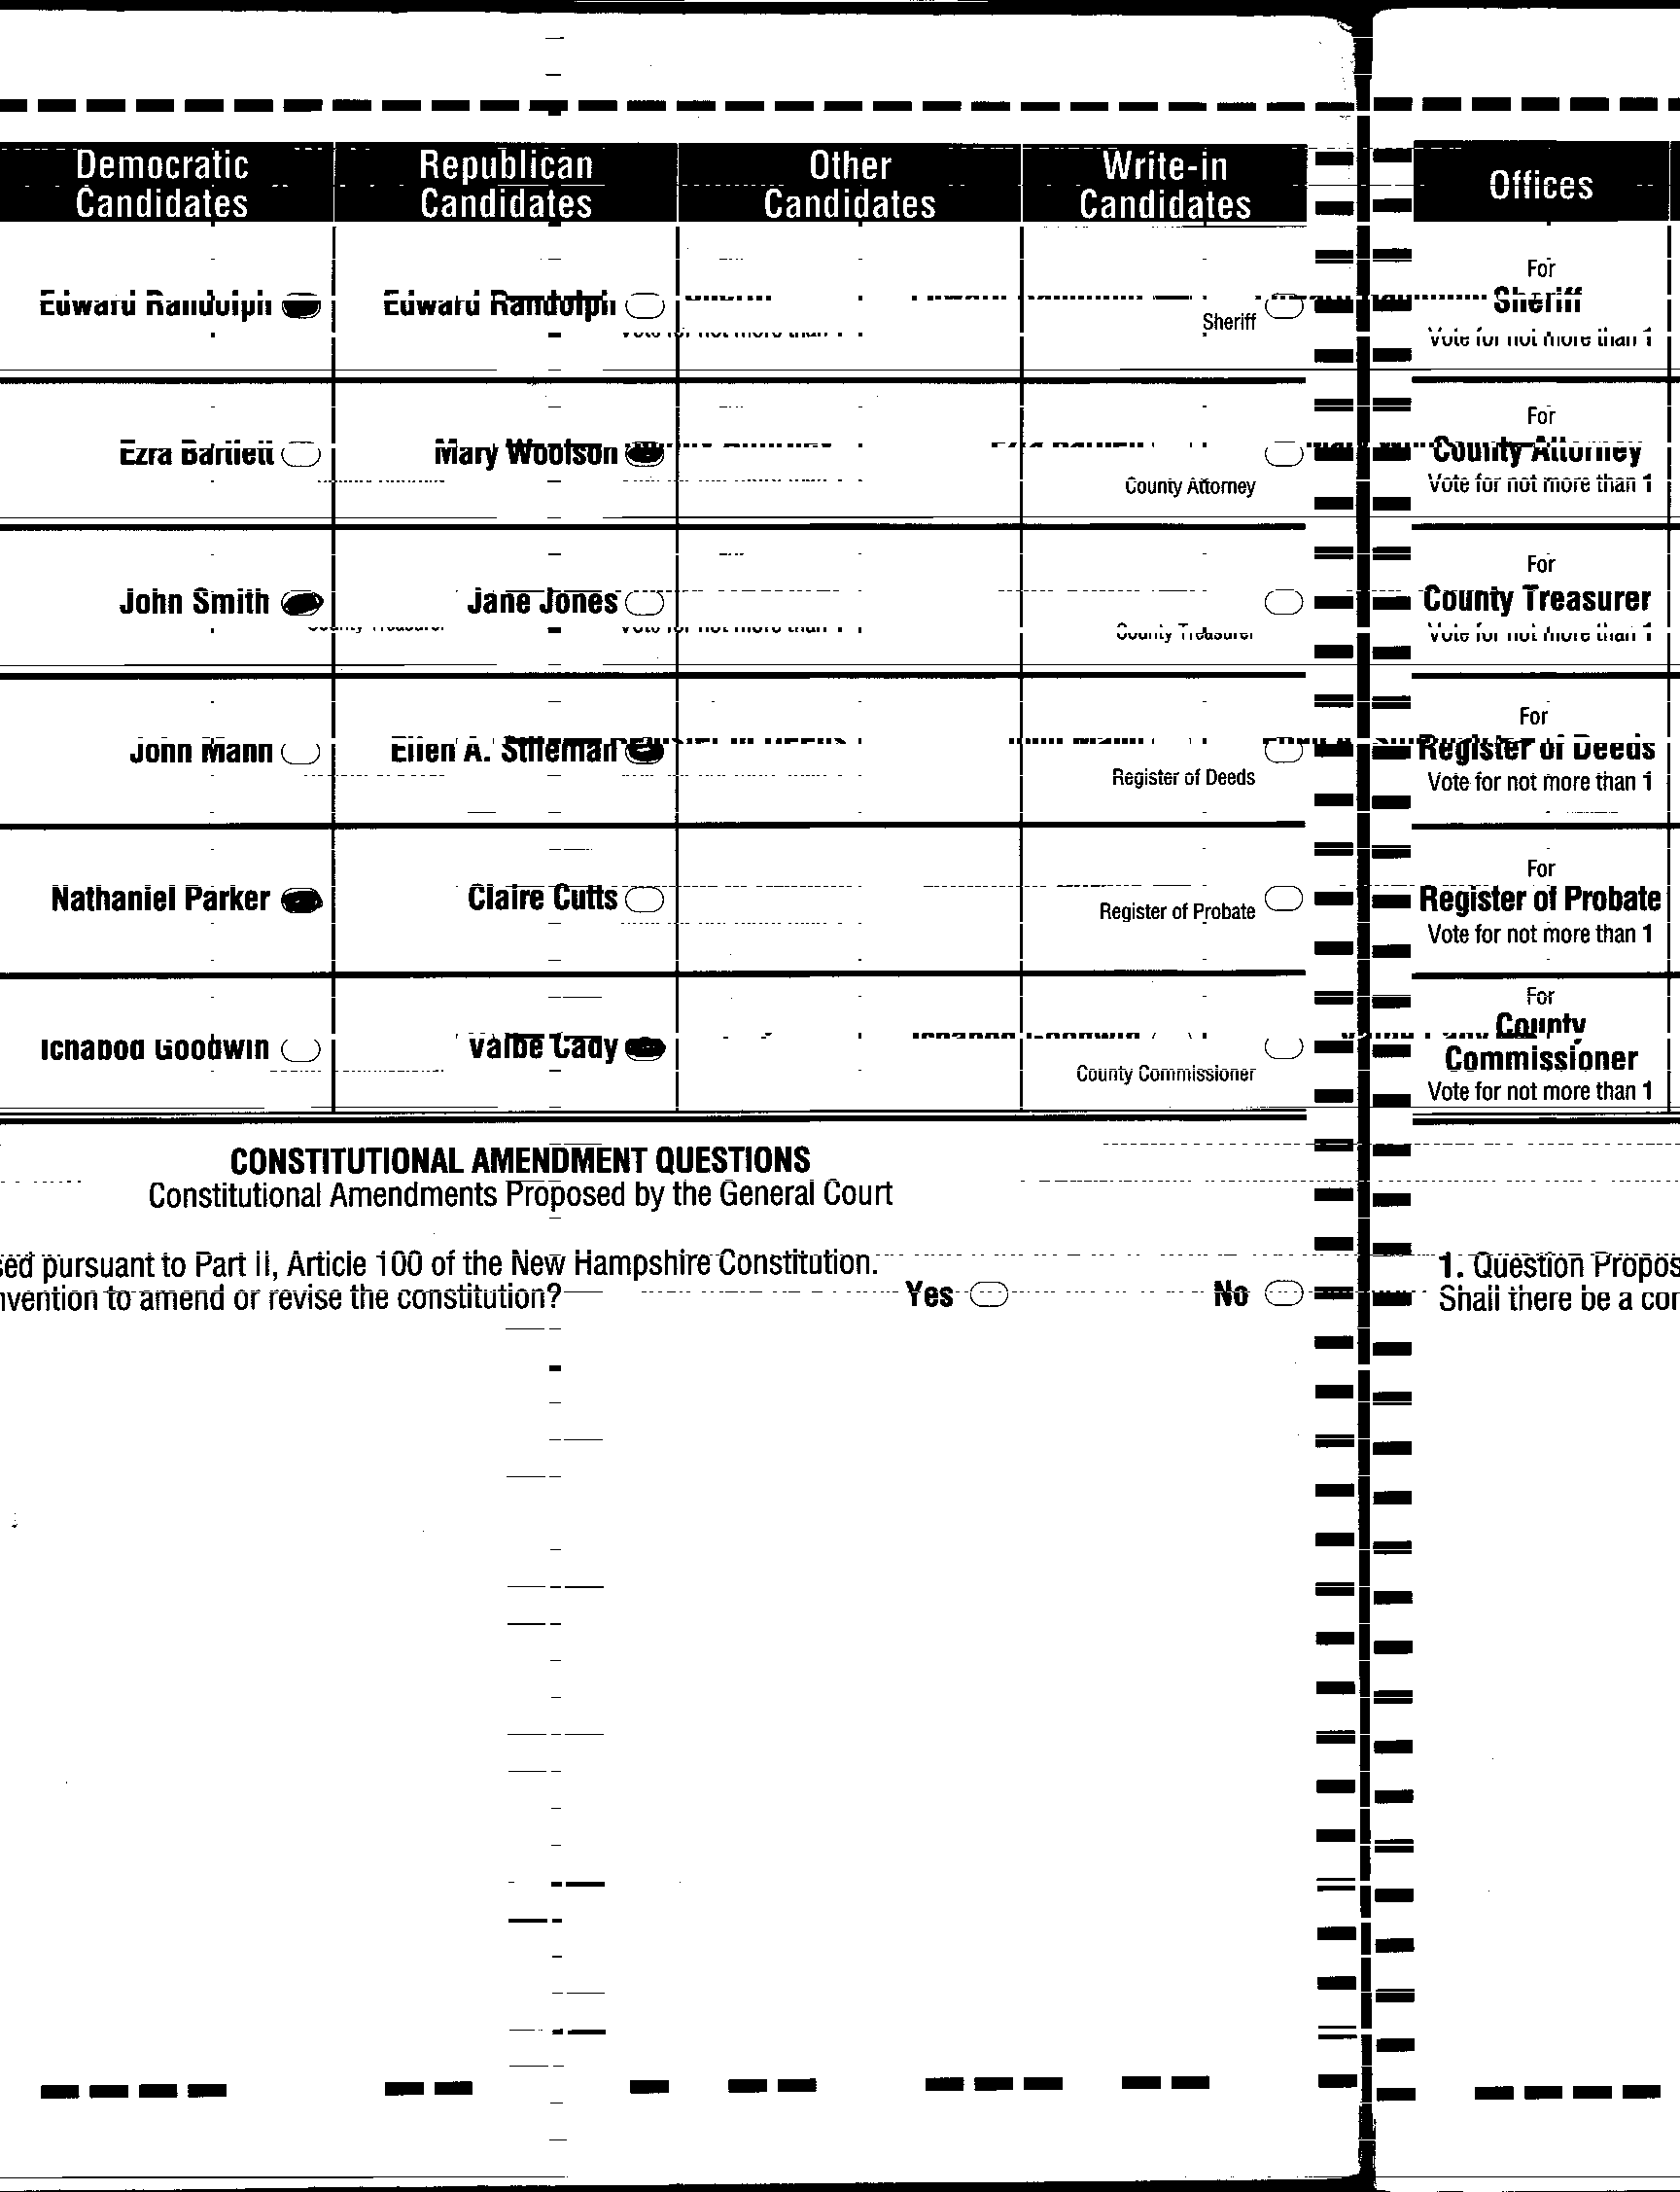 Democratic Candidates
Republican Candidates
Other Candidates
Write-in Candidates
Offices
Edward Randolph
Edward Randolph
Sheriff
For
Sheriff
Vote for not more than 1
Ezra Bartlett
Mary Woolson
County Attorney
For
County Attorney
Vote for not more than 1
John Smith
Jane Jones
County Treasurer
For
County Treasurer
Vote for not more than 1
John Mann
Ellen A. Stileman
Register of Deeds
For
Register of Deeds
Vote for not more than 1
Nathaniel Parker
Claire Cutts
Register of Probate
For
Register of Probate
Vote for not more than 1
Ichabod Goodwin
Valbe Cady
County Commissioner
For
County
Commissioner
Vote for not more than 1
CONSTITUTIONAL AMENDMENT QUESTIONS
Constitutional Amendments Proposed by the General Court
sed pursuant to Part II, Article 100 of the New Hampshire Constitution.
nvention to amend or revise the constitution?
Yes
No
1. Question Propos
Shall there be a con